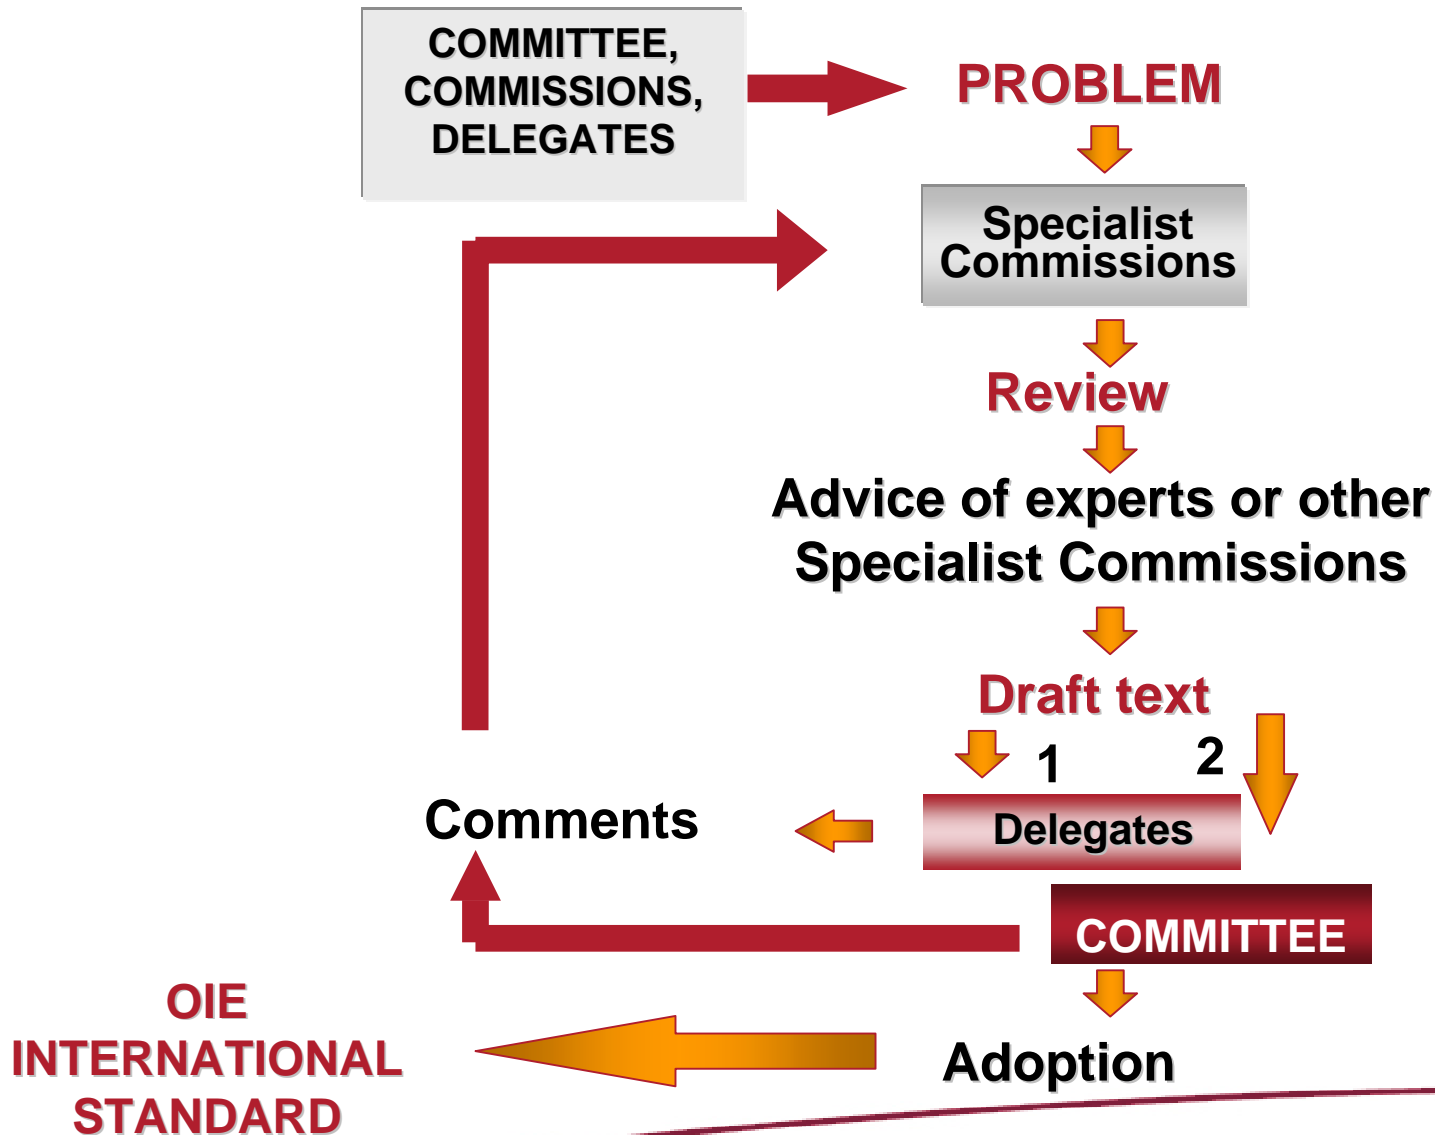 COMMITTEE,
COMMISSIONS,
DELEGATES
PROBLEM
Specialist
Commissions
Review
Advice of experts or other
Specialist Commissions
Draft text
1
2
Delegates
Comments
COMMITTEE
Adoption
OIE
INTERNATIONAL
STANDARD